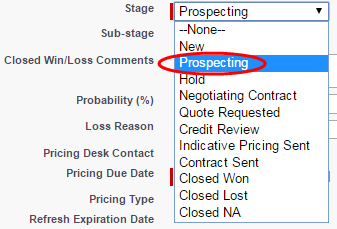 Stage Prospecting
Sub-stage --None--
New
Closed Win/Loss Comments Prospecting
Hold
Probability (%) Negotiating Contract
Quote Requested
Loss Reason Credit Review
Indicative Pricing Sent
Pricing Desk Contact Contract Sent
Pricing Due Date Closed Won
Pricing Type Closed Lost
Refresh Expiration Date Closed NA